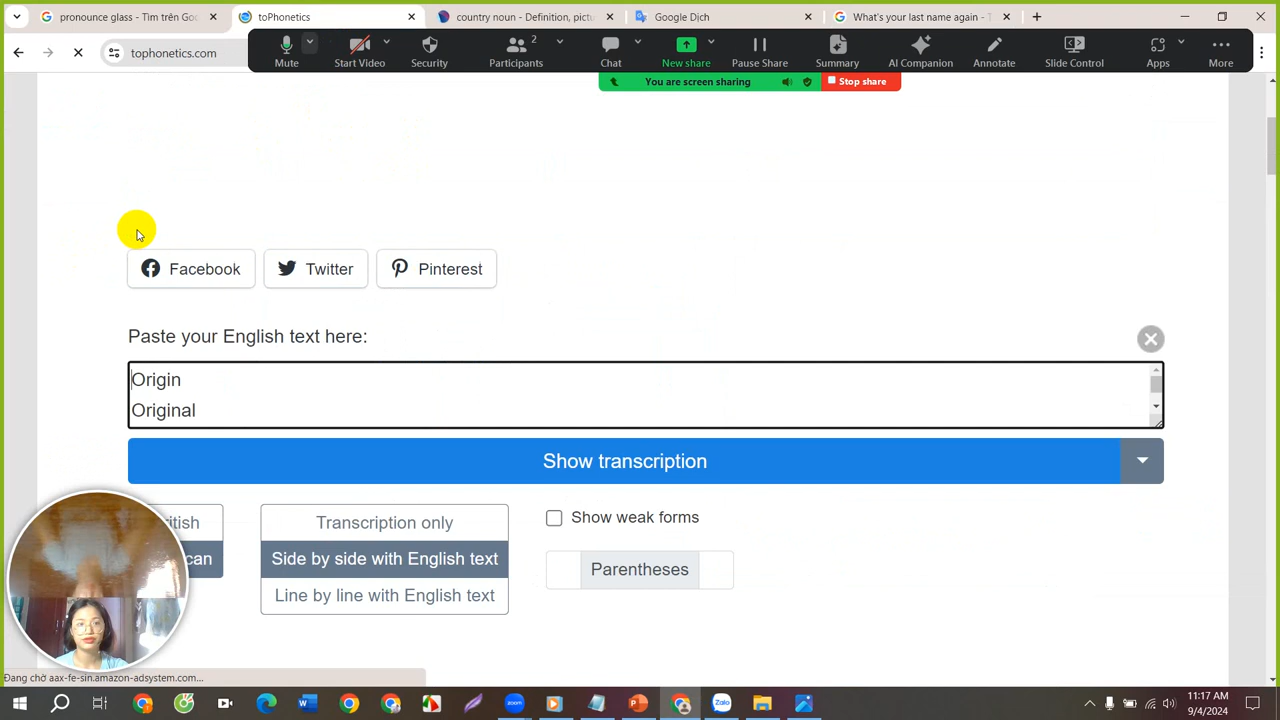 pronounce glass - Tìm trên Goo
toPhonetics
country noun - Definition, pictu
Google Dịch
What's your last name again - T
tophonetics.com
Mute
Start Video
Security
Participants
2
Chat
New share
Pause Share
Summary
AI Companion
Annotate
Slide Control
Apps
More
You are screen sharing
Stop share
Facebook
Twitter
Pinterest
Paste your English text here:
Origin
Original
Show transcription
itish
Transcription only
Show weak forms
can
Side by side with English text
Parentheses
Line by line with English text
Đang chờ aax-fe-sin.amazon-adsystem.com...
11:17 AM
9/4/2024